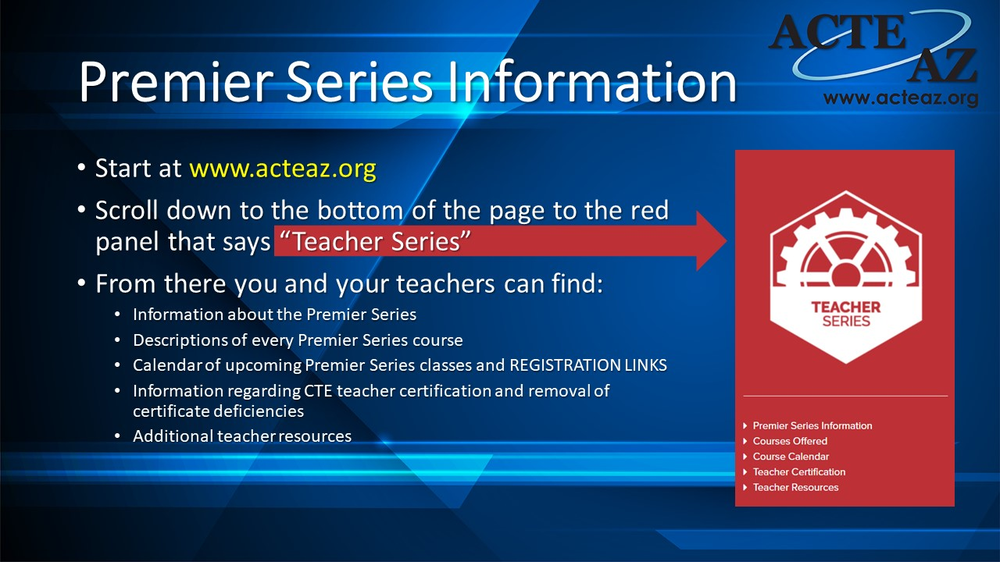 ACTE
AZ
www.acteaz.org
Premier Series Information
• Start at www.acteaz.org
• Scroll down to the bottom of the page to the red
panel that says “Teacher Series”
• From there you and your teachers can find:
• Information about the Premier Series
• Descriptions of every Premier Series course
• Calendar of upcoming Premier Series classes and REGISTRATION LINKS
• Information regarding CTE teacher certification and removal of
certificate deficiencies
• Additional teacher resources
TEACHER
SERIES
Premier Series Information
Courses Offered
Course Calendar
Teacher Certification
Teacher Resources